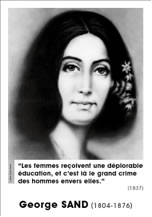 “Les femmes reçoivent une déplorable
éducation, et c'est là le grand crime
des hommes envers elles.”
(1837)
George SAND (1804-1876)